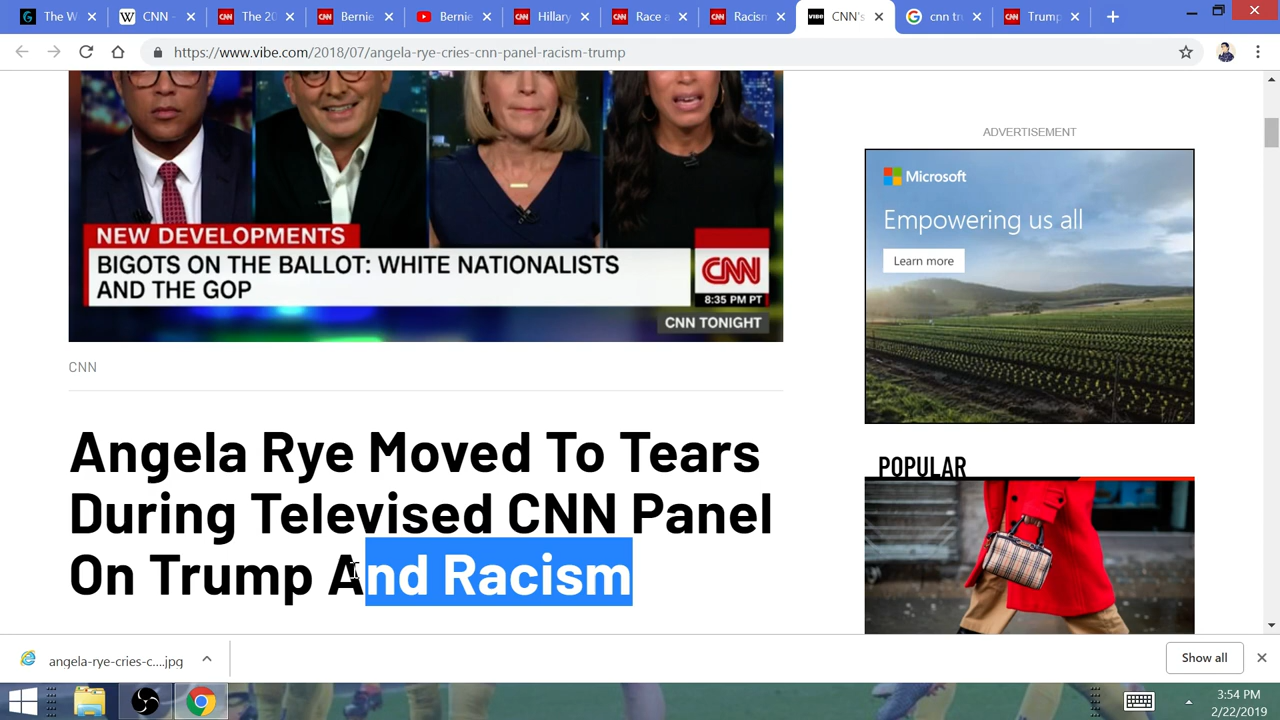 The W
CNN -
The 20
Bernie
Bernie
Hillary
Race a
Racism
CNN's
cnn tr
Trump
https://www.vibe.com/2018/07/angela-rye-cries-cnn-panel-racism-trump
NEW DEVELOPMENTS
BIGOTS ON THE BALLOT: WHITE NATIONALISTS
AND THE GOP
CNN
8:35 PM PT
CNN TONIGHT
CNN
Angela Rye Moved To Tears
During Televised CNN Panel
On Trump And Racism
ADVERTISEMENT
Microsoft
Empowering us all
Learn more
POPULAR
angela-rye-cries-c....jpg
Show all
3:54 PM
2/22/2019